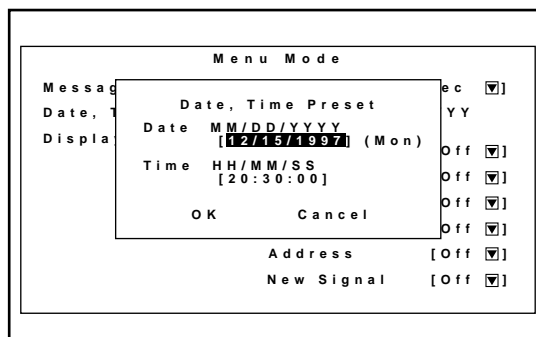 Menu Mode
Messag ec ▼]
Date, T YY
Date, Time Preset
Displa
Date MM/DD/YYYY
[12/15/1997] (Mon)
Off ▼]
Time HH/MM/SS
Off ▼]
[20:30:00]
Off ▼]
OK Cancel
Off ▼]
Address [Off ▼]
New Signal [Off ▼]